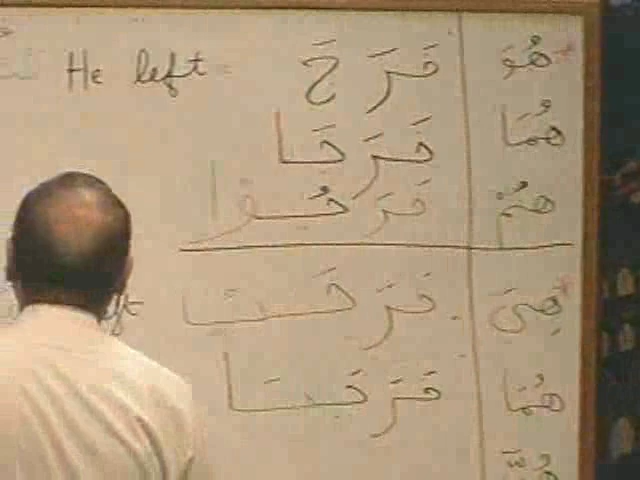 هُوَ خَرَجَ He left
هُمَا خَرَجَا
هُمْ خَرَجُوا
هِيَ خَرَجَتْ
هُمَا خَرَجَتَا
هُنَّ